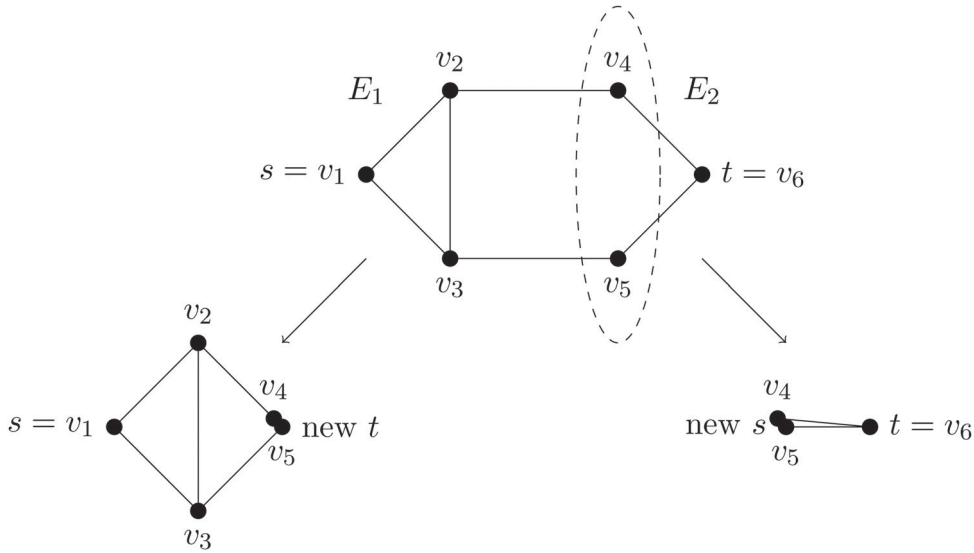 v₂ v₄
E₁ E₂
s = v₁ t = v₆
v₃ v₅
v₂
v₄ v₄
s = v₁ new t new s t = v₆
v₅ v₅
v₃